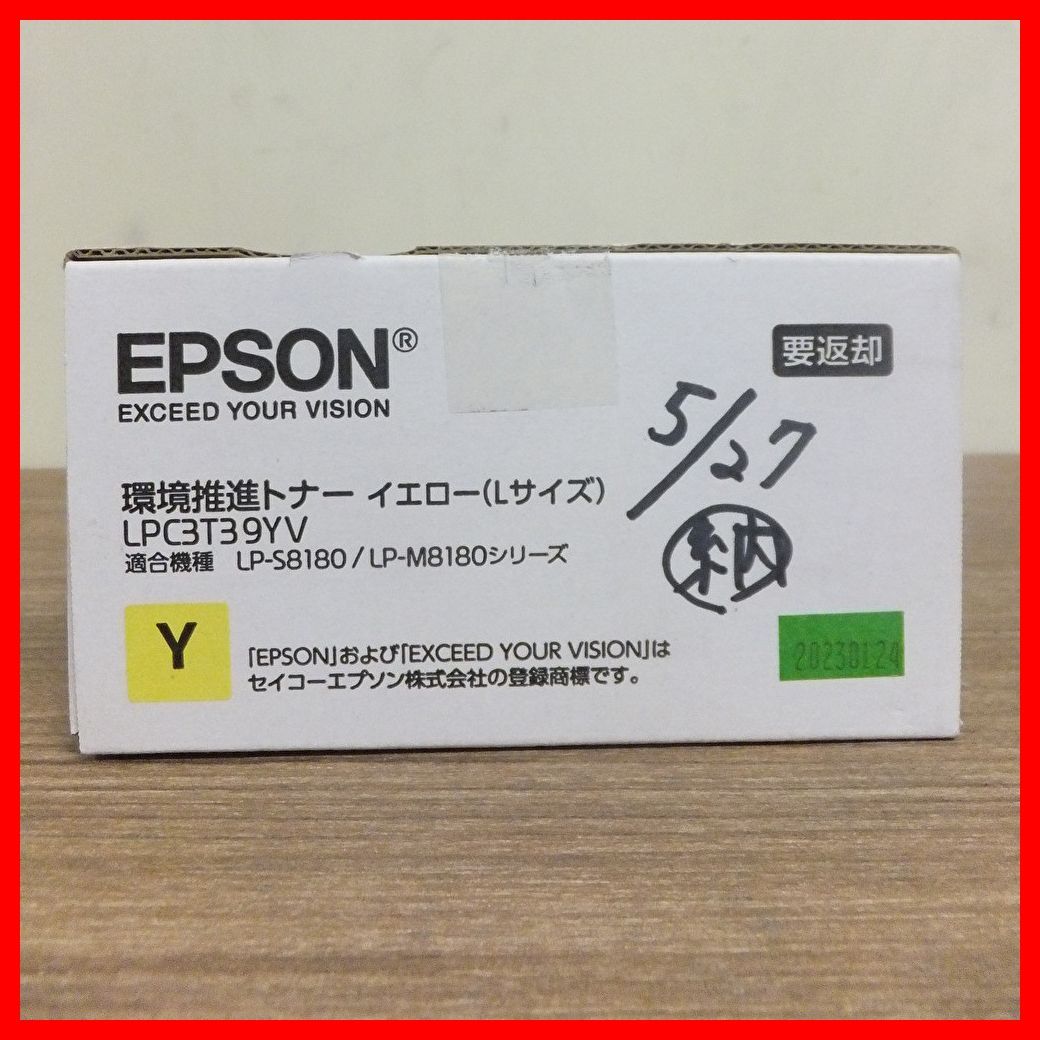 EPSON®
EXCEED YOUR VISION
要返却
5/27
納
環境推進トナー イエロー(Lサイズ)
LPC3T39YV
適合機種 LP-S8180 / LP-M8180シリーズ
Y
「EPSON」および「EXCEED YOUR VISION」は
セイコーエプソン株式会社の登録商標です。
20230124